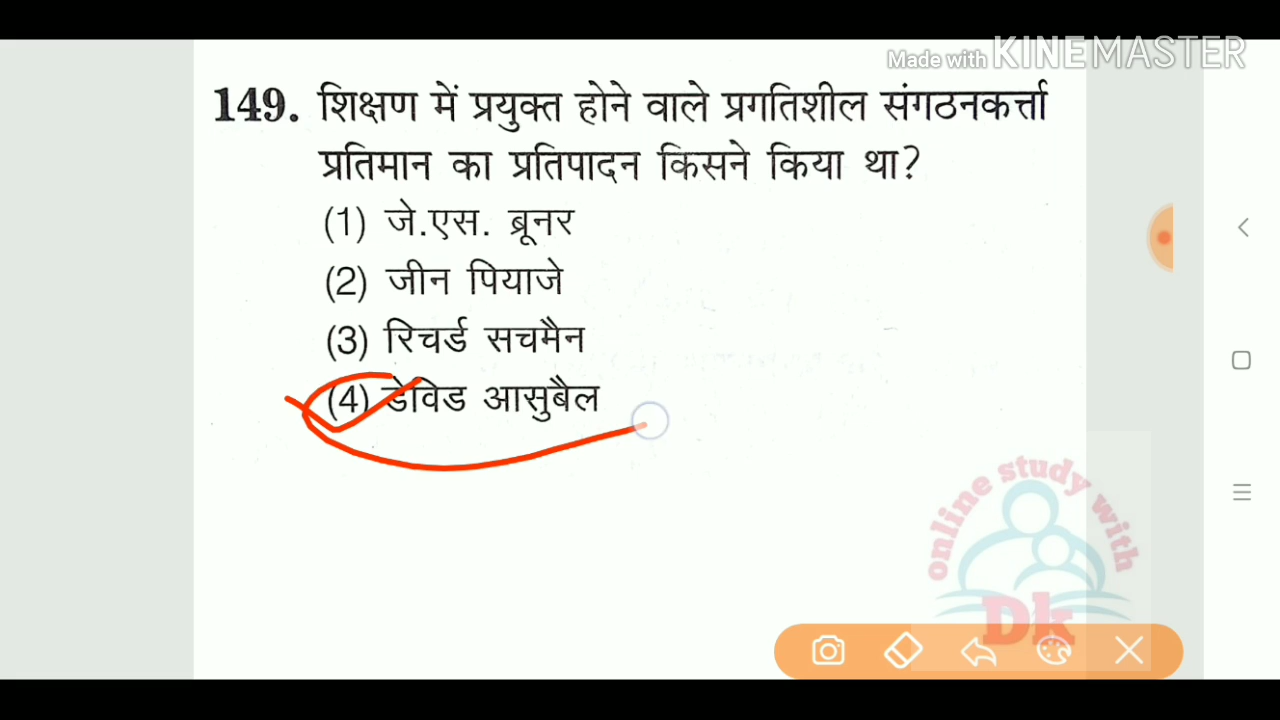 Made with KINEMASTER
149. शिक्षण में प्रयुक्त होने वाले प्रगतिशील संगठनकर्त्ता
प्रतिमान का प्रतिपादन किसने किया था?
(1) जे.एस. ब्रूनर
(2) जीन पियाजे
(3) रिचर्ड सचमैन
(4) डेविड आसुबैल
online study with
Dk